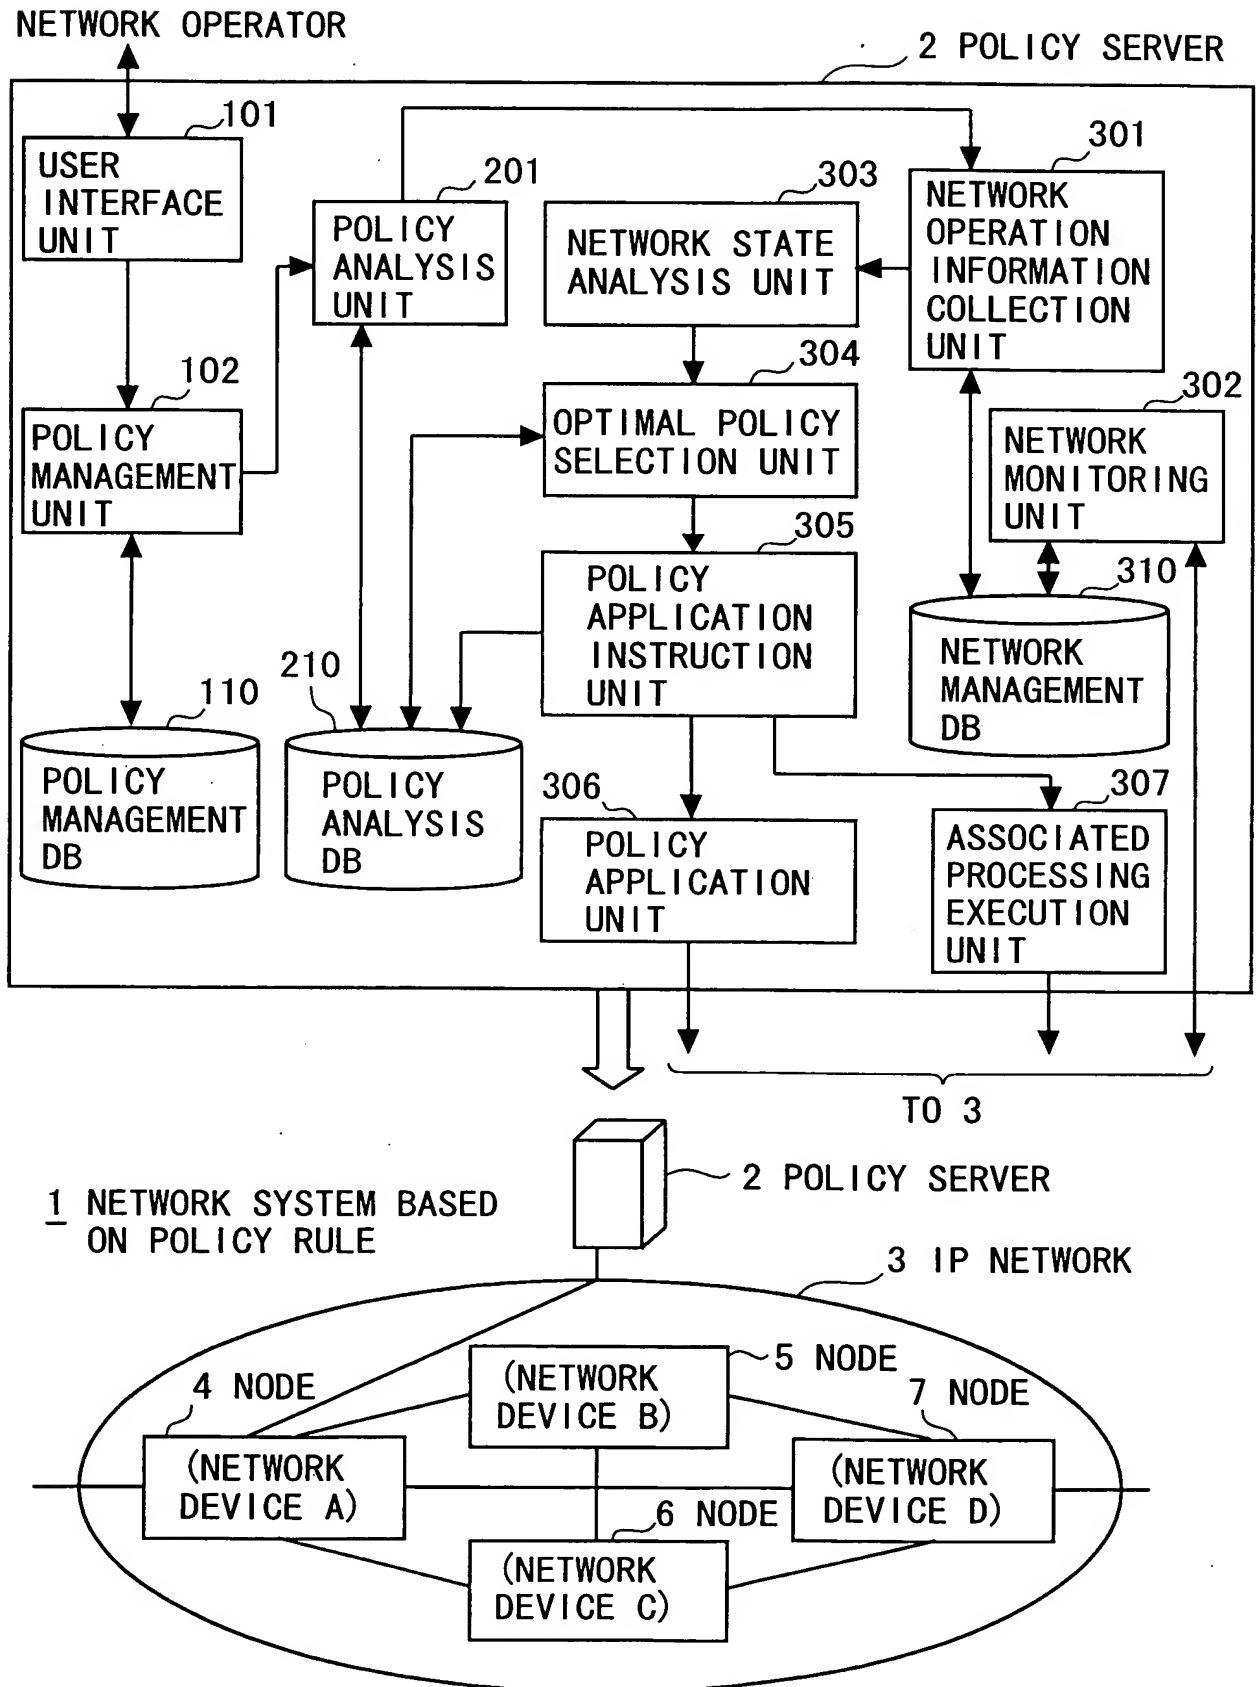 NETWORK OPERATOR
2 POLICY SERVER
101
USER
INTERFACE
UNIT
201
POLICY
ANALYSIS
UNIT
303
NETWORK STATE
ANALYSIS UNIT
301
NETWORK
OPERATION
INFORMATION
COLLECTION
UNIT
102
POLICY
MANAGEMENT
UNIT
304
OPTIMAL POLICY
SELECTION UNIT
302
NETWORK
MONITORING
UNIT
305
POLICY
APPLICATION
INSTRUCTION
UNIT
310
NETWORK
MANAGEMENT
DB
110
POLICY
MANAGEMENT
DB
210
POLICY
ANALYSIS
DB
306
POLICY
APPLICATION
UNIT
307
ASSOCIATED
PROCESSING
EXECUTION
UNIT
TO 3
2 POLICY SERVER
1 NETWORK SYSTEM BASED
ON POLICY RULE
3 IP NETWORK
4 NODE
(NETWORK
DEVICE A)
5 NODE
(NETWORK
DEVICE B)
7 NODE
(NETWORK
DEVICE D)
6 NODE
(NETWORK
DEVICE C)